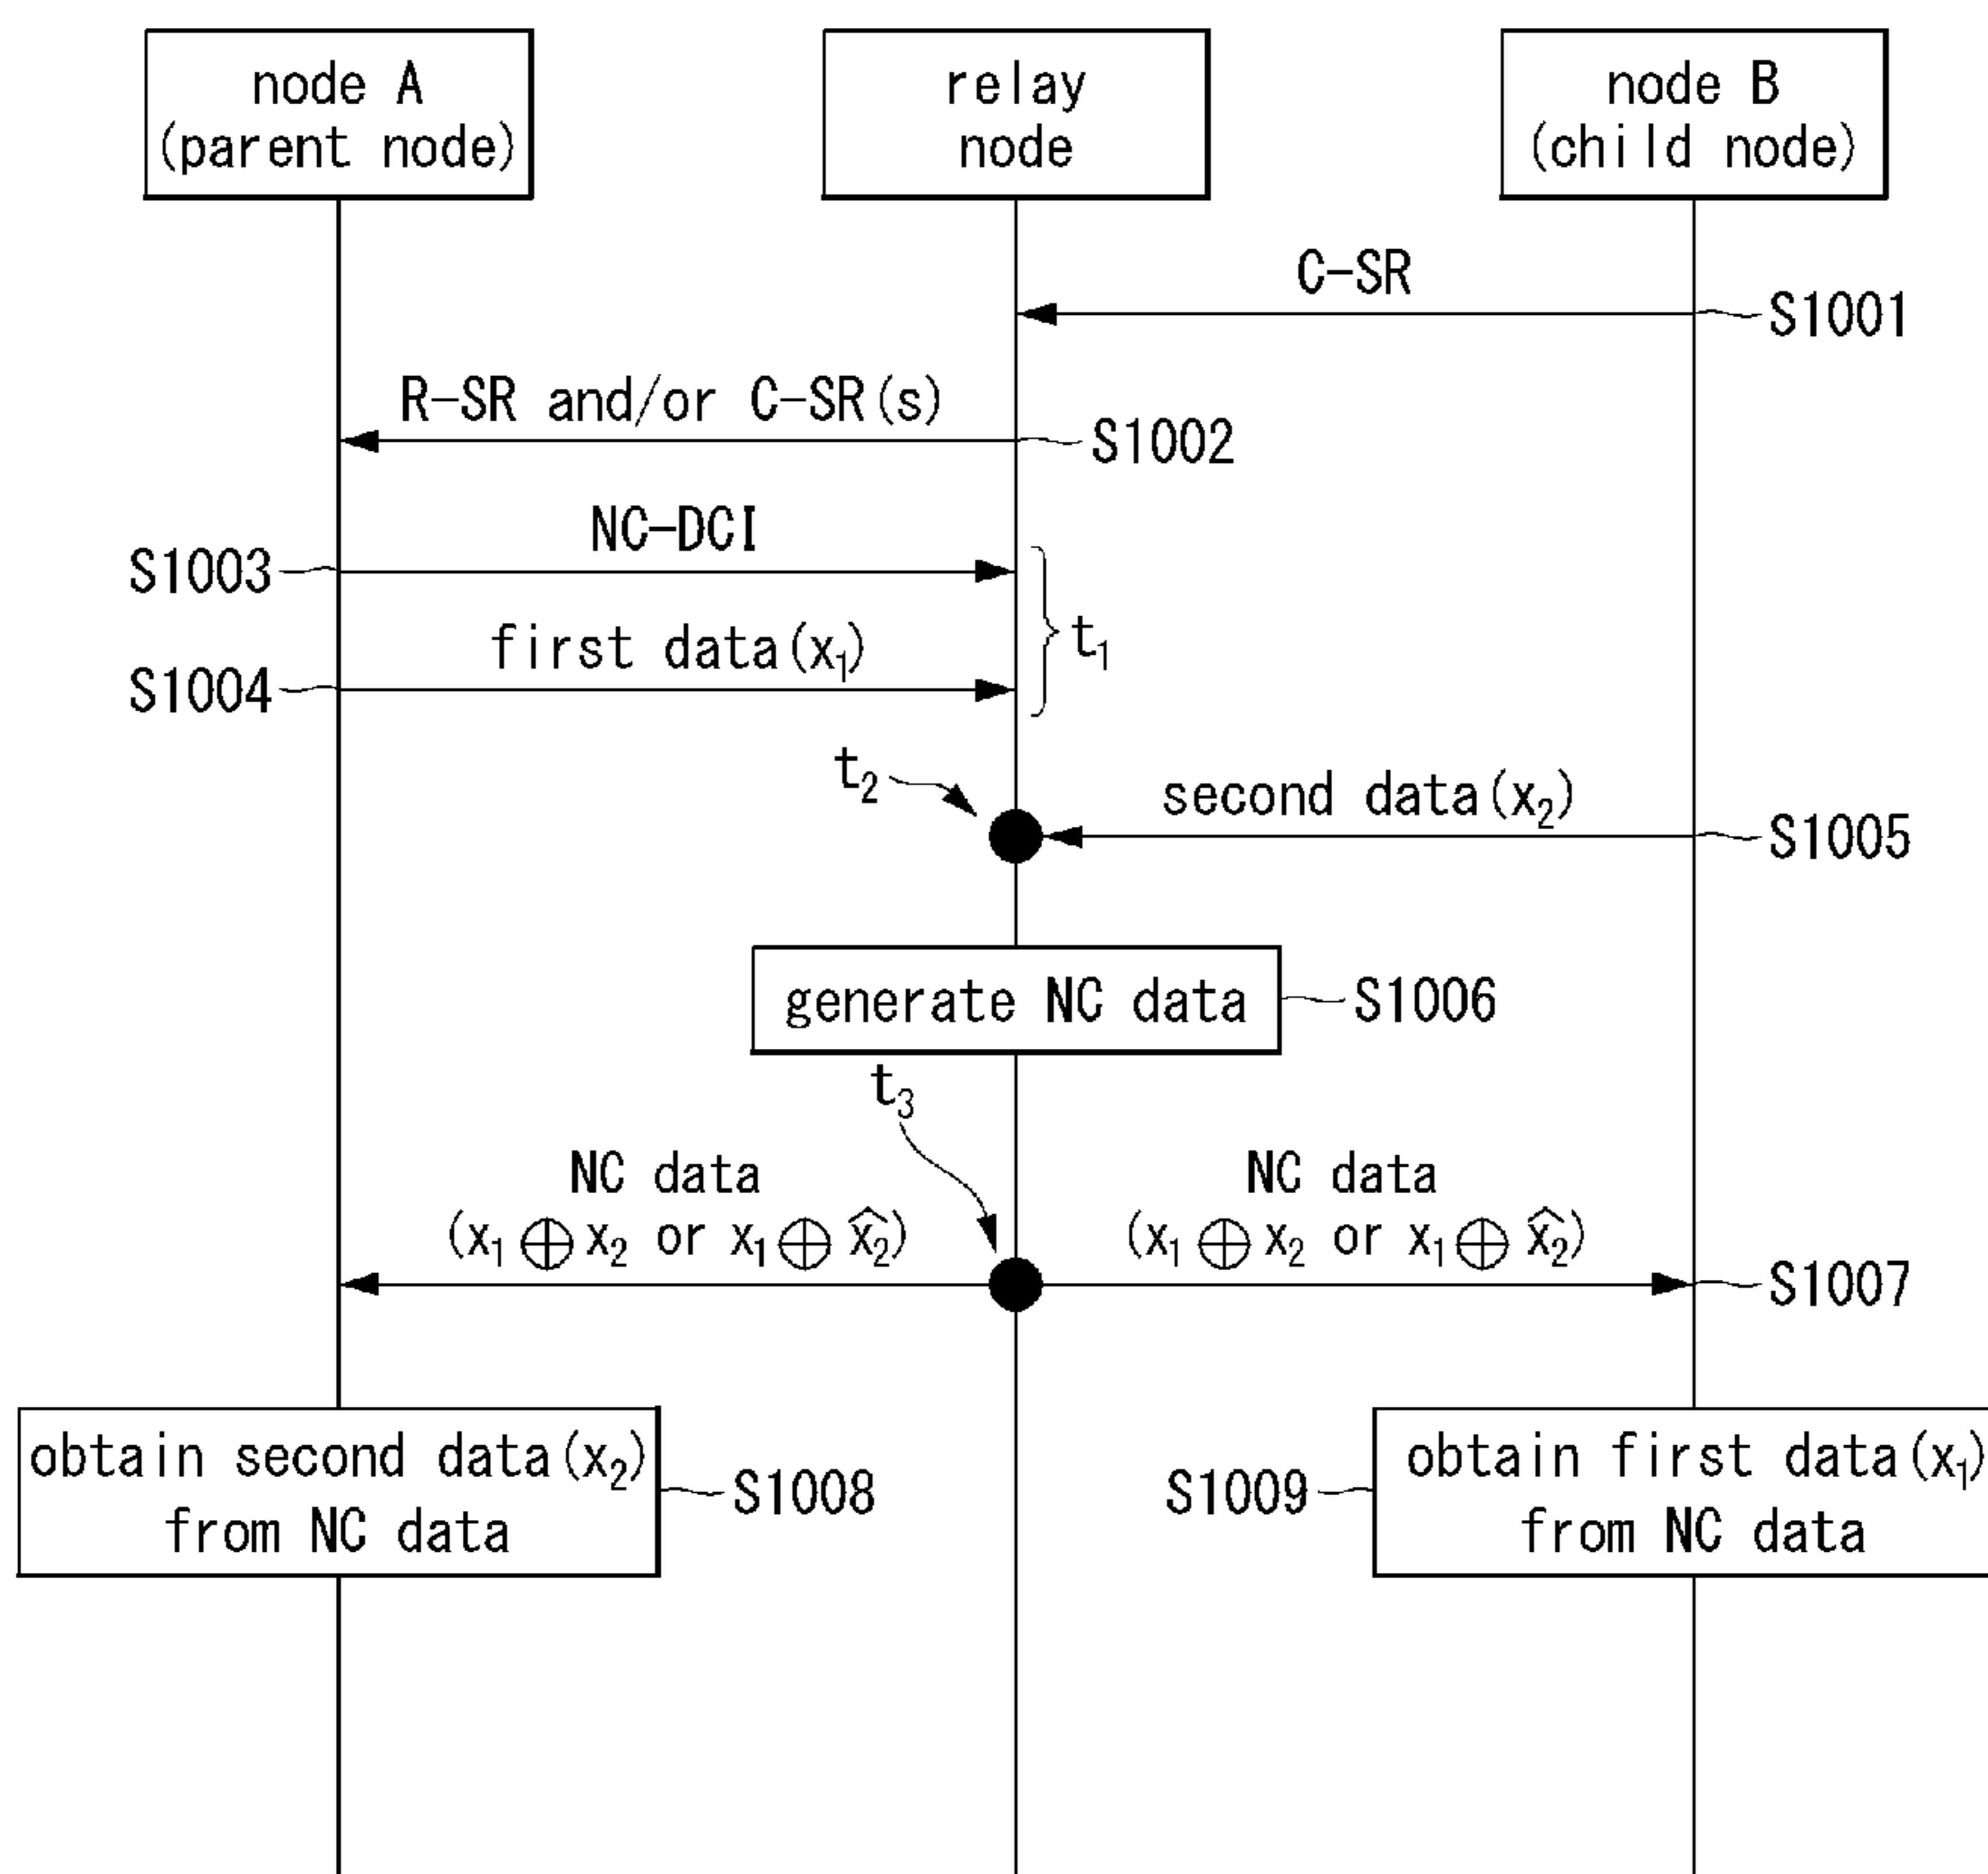 node A
(parent node)
relay
node
node B
(child node)
C-SR
S1001
R-SR and/or C-SR(s)
S1002
NC-DCI
S1003
first data(x₁)
S1004
t₁
t₂
second data(x₂)
S1005
generate NC data
S1006
t₃
NC data
(x₁⊕x₂ or x₁⊕x̂₂)
NC data
(x₁⊕x₂ or x₁⊕x̂₂)
S1007
obtain second data(x₂)
from NC data
S1008
S1009
obtain first data(x₁)
from NC data